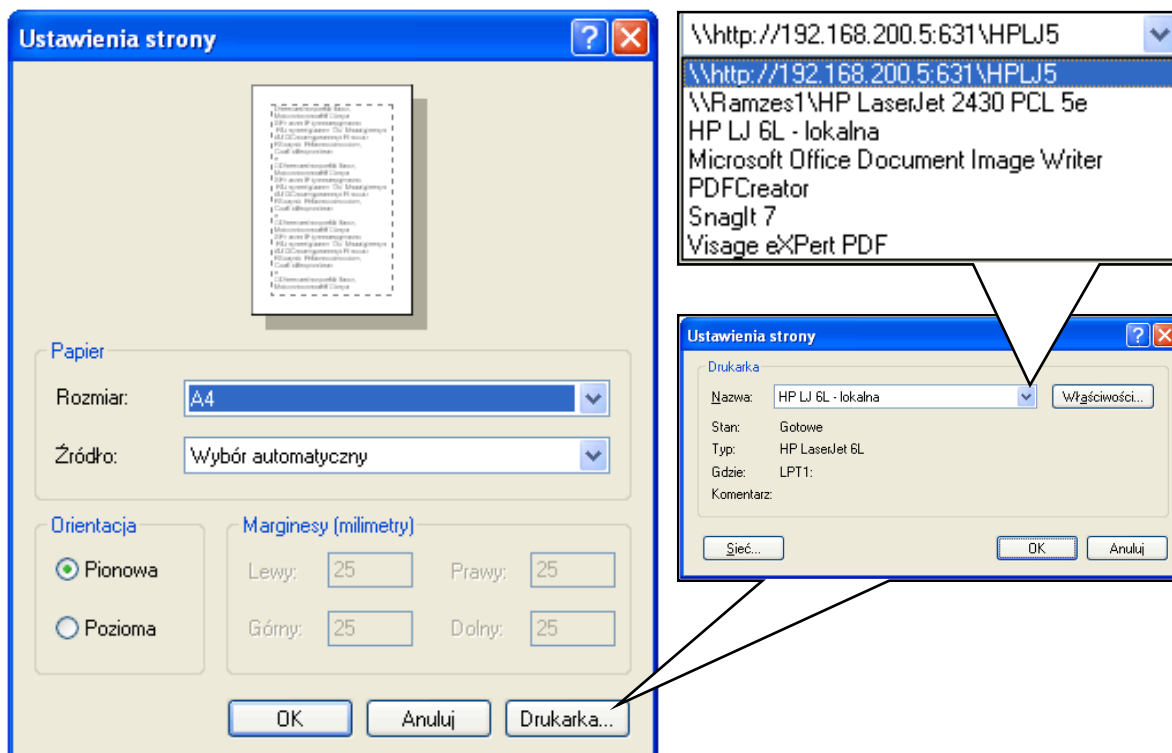 Ustawienia strony
Papier
Rozmiar:
A4
Źródło:
Wybór automatyczny
Orientacja
Pionowa
Pozioma
Marginesy (milimetry)
Lewy:
25
Prawy:
25
Górny:
25
Dolny:
25
OK
Anuluj
Drukarka...
\\http://192.168.200.5:631\HPLJ5
\\http://192.168.200.5:631\HPLJ5
\\Ramzes1\HP LaserJet 2430 PCL 5e
HP LJ 6L - lokalna
Microsoft Office Document Image Writer
PDFCreator
SnagIt 7
Visage eXPert PDF
Ustawienia strony
Drukarka
Nazwa:
HP LJ 6L - lokalna
Właściwości...
Stan:
Gotowe
Typ:
HP LaserJet 6L
Gdzie:
LPT1:
Komentarz:
Sieć...
OK
Anuluj